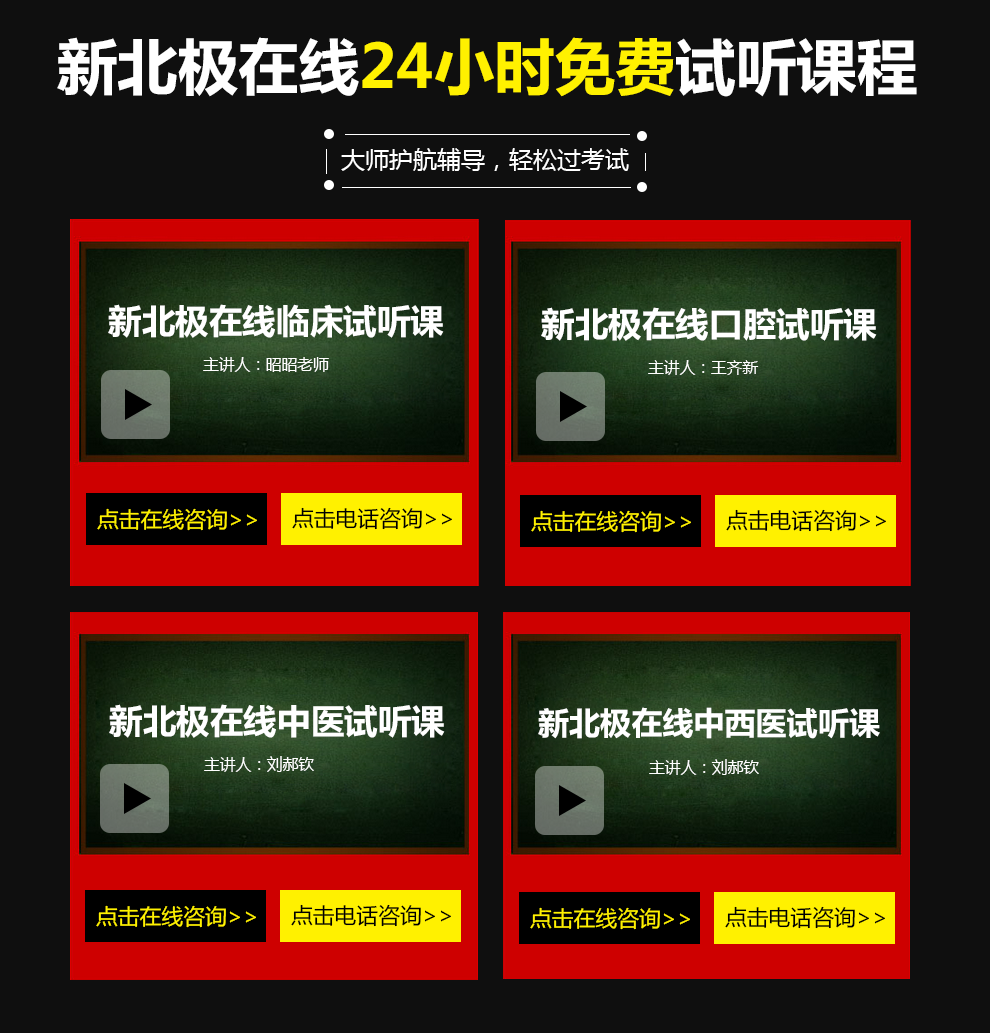 新北极在线24小时免费试听课程
大师护航辅导，轻松过考试
新北极在线临床试听课
主讲人：昭昭老师
点击在线咨询>>
点击电话咨询>>
新北极在线口腔试听课
主讲人：王齐新
点击在线咨询>>
点击电话咨询>>
新北极在线中医试听课
主讲人：刘郝钦
点击在线咨询>>
点击电话咨询>>
新北极在线中西医试听课
主讲人：刘郝钦
点击在线咨询>>
点击电话咨询>>